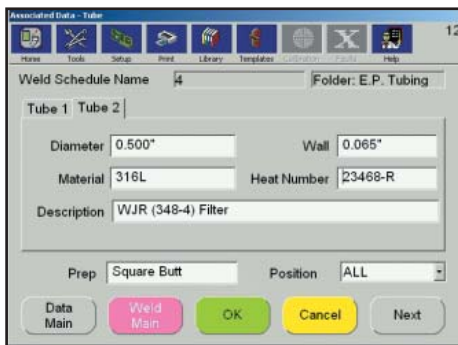 Associated Data - Tube
12
Home Tools Setup Print Library Templates Calibration Faults Help
Weld Schedule Name 4 Folder: E.P. Tubing
Tube 1 Tube 2
Diameter 0.500" Wall 0.065"
Material 316L Heat Number 23468-R
Description WJR (348-4) Filter
Prep Square Butt Position ALL
Data Main Weld Main OK Cancel Next